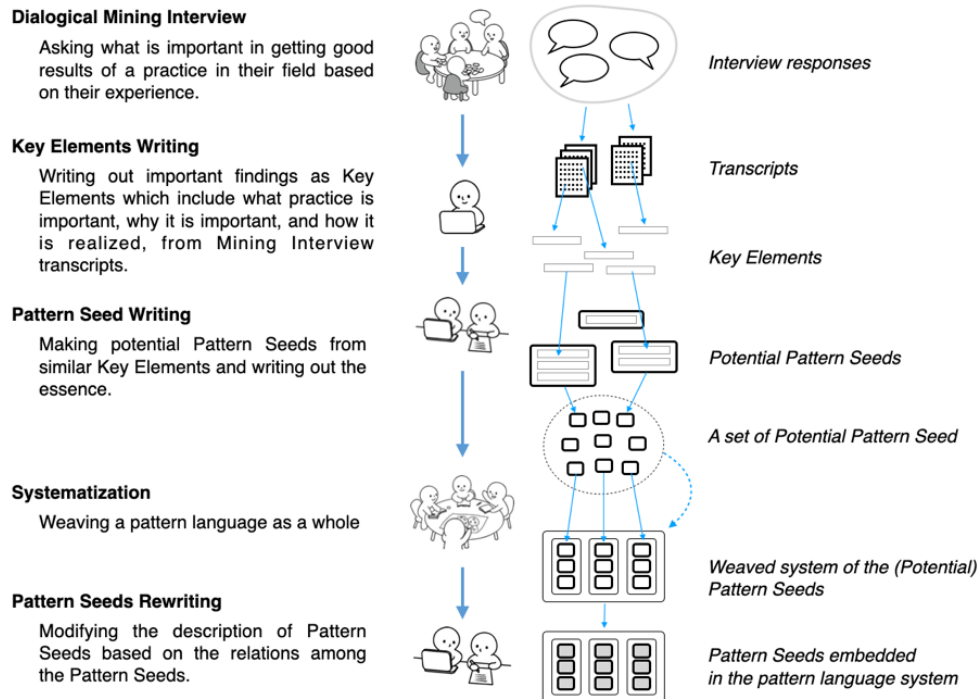 Dialogical Mining Interview
Asking what is important in getting good
results of a practice in their field based
on their experience.
Interview responses
Key Elements Writing
Writing out important findings as Key
Elements which include what practice is
important, why it is important, and how it
is realized, from Mining Interview
transcripts.
Transcripts
Key Elements
Pattern Seed Writing
Making potential Pattern Seeds from
similar Key Elements and writing out the
essence.
Potential Pattern Seeds
A set of Potential Pattern Seed
Systematization
Weaving a pattern language as a whole
Weaved system of the (Potential)
Pattern Seeds
Pattern Seeds Rewriting
Modifying the description of Pattern
Seeds based on the relations among
the Pattern Seeds.
Pattern Seeds embedded
in the pattern language system